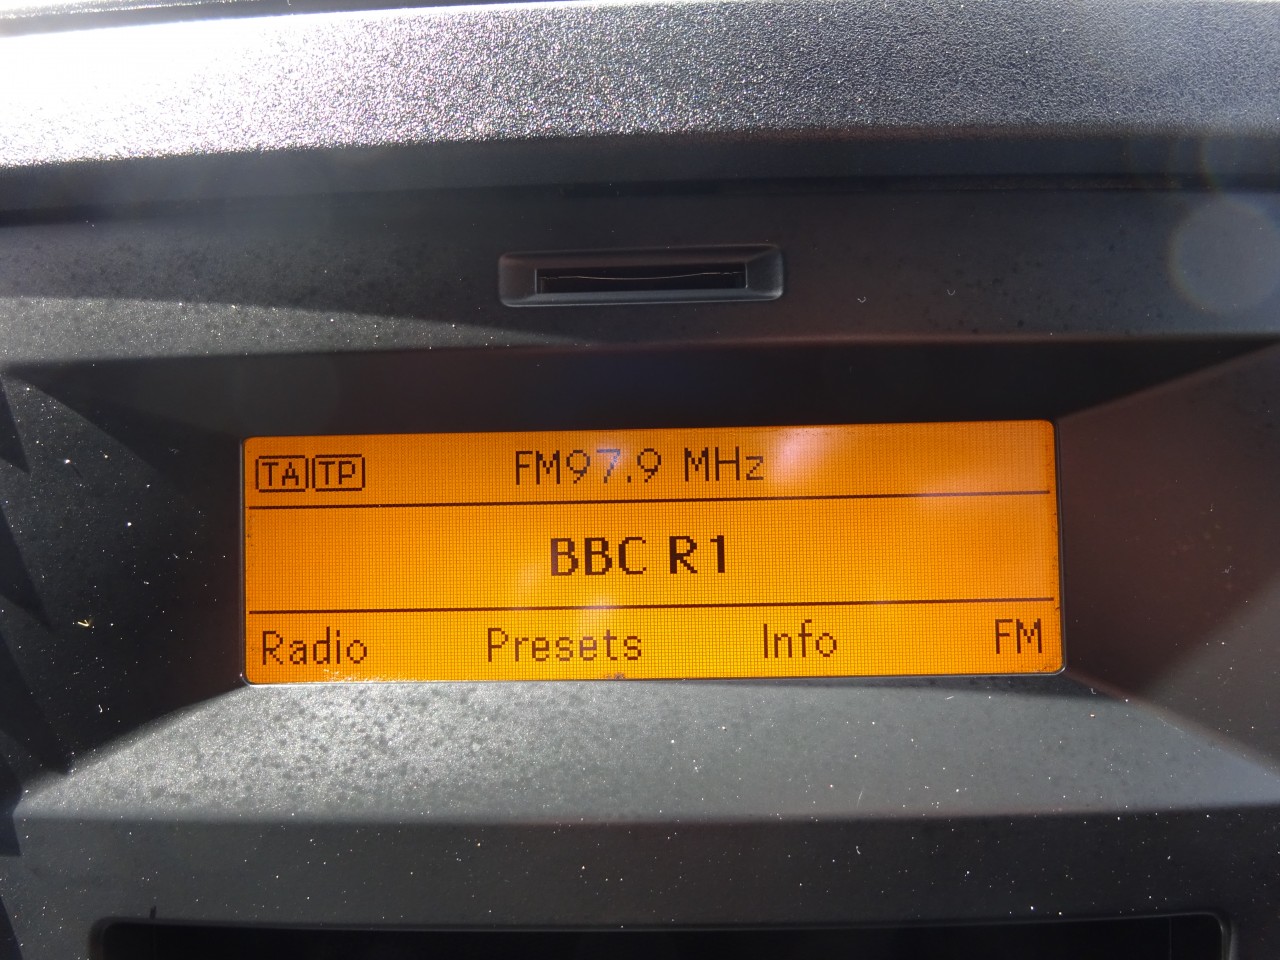 TA TP FM97.9 MHz
BBC R1
Radio Presets Info FM